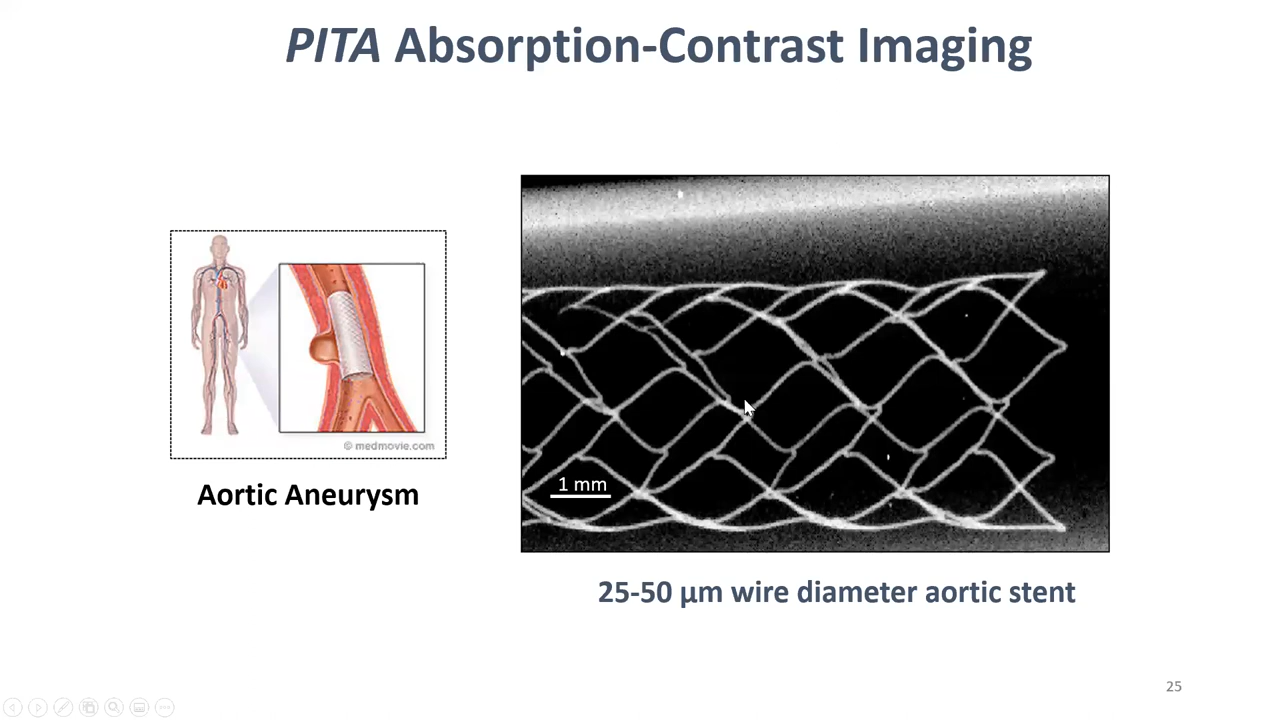 PITA Absorption-Contrast Imaging
© medmovie.com
Aortic Aneurysm
1 mm
25-50 µm wire diameter aortic stent
25